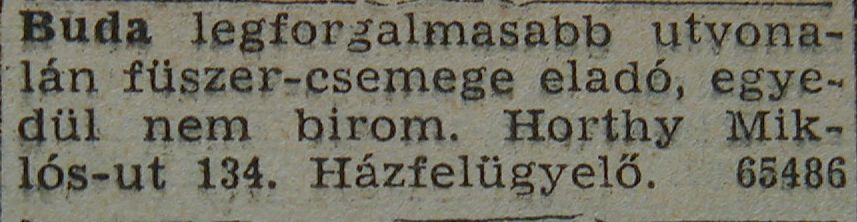 Buda legforgalmasabb utvona-
lán füszer-csemege eladó, egye-
dül nem birom. Horthy Mik-
lós-ut 134. Házfelügyelő. 65486